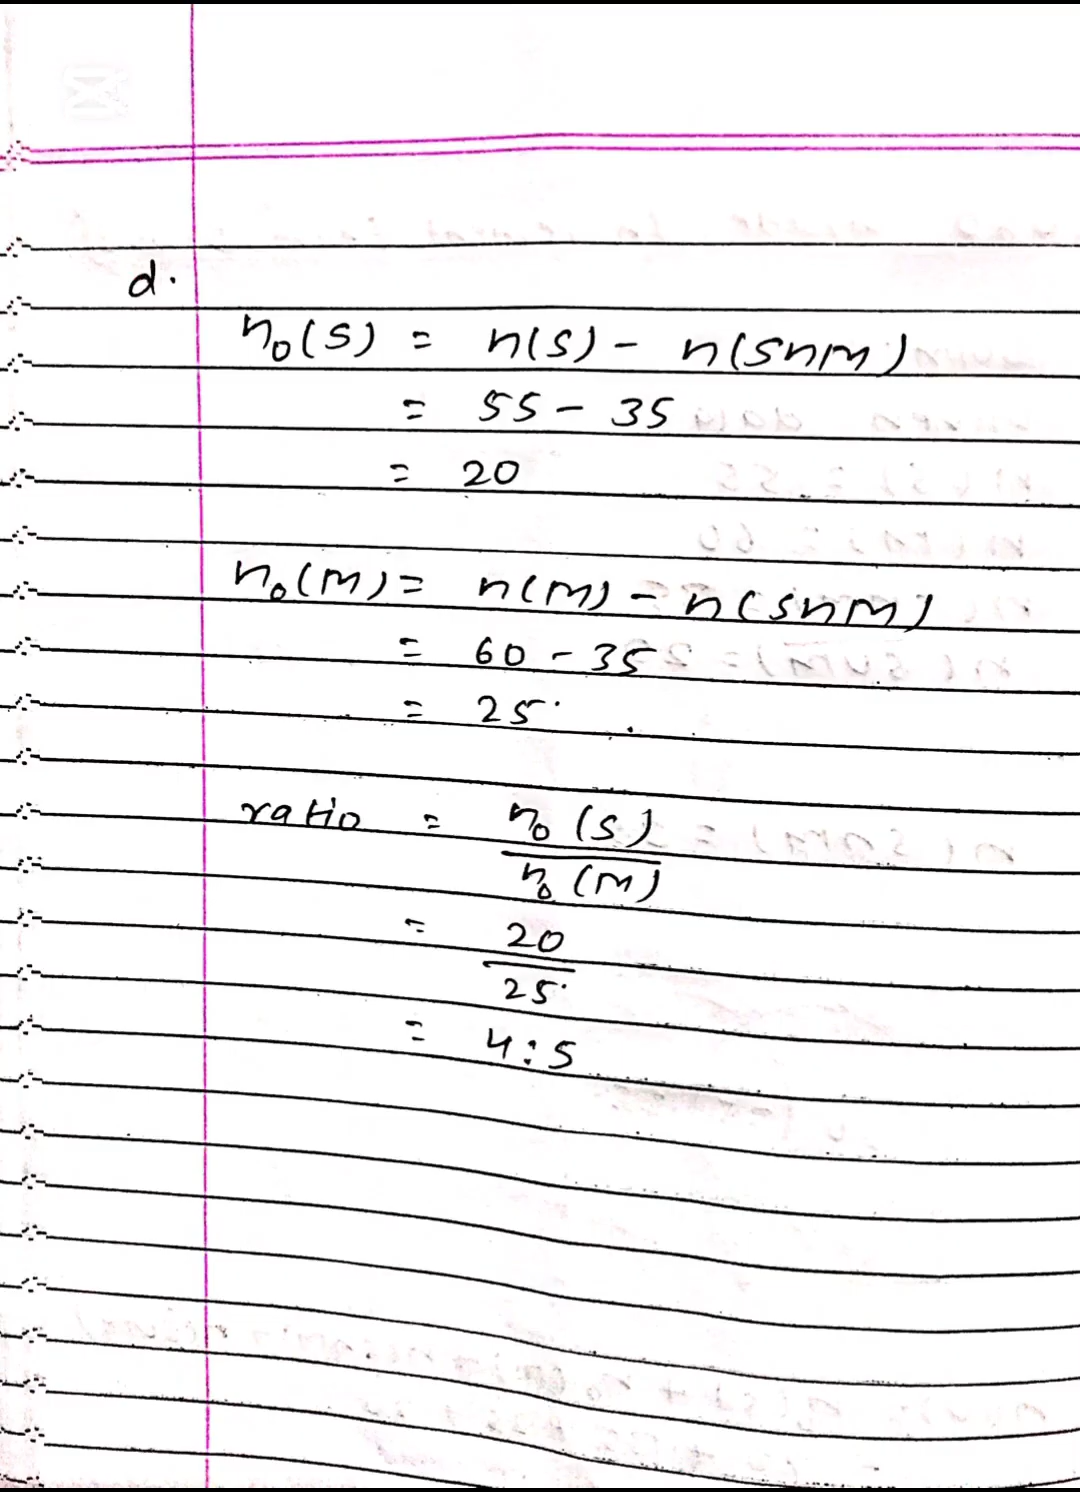 d.
n₀(S) = n(S) - n(S∩M)
= 55 - 35
= 20
n₀(M) = n(M) - n(S∩M)
= 60 - 35
= 25
ratio = n₀(S)
n₀(M)
= 20
25
= 4:5